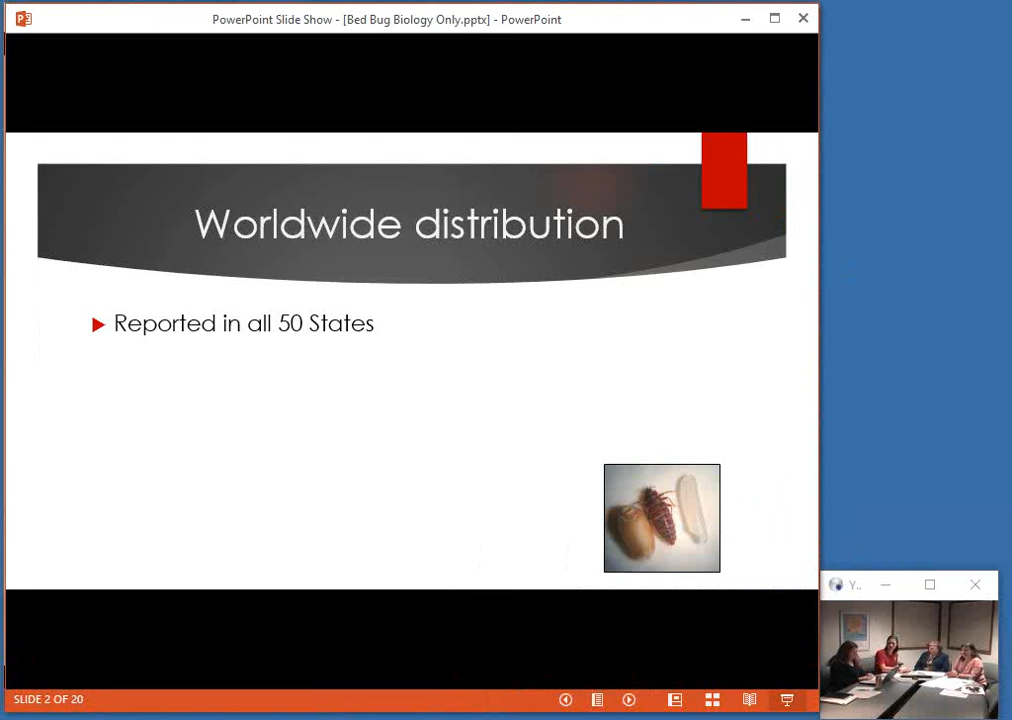 PowerPoint Slide Show - [Bed Bug Biology Only.pptx] - PowerPoint
Worldwide distribution
Reported in all 50 States
Y..
SLIDE 2 OF 20